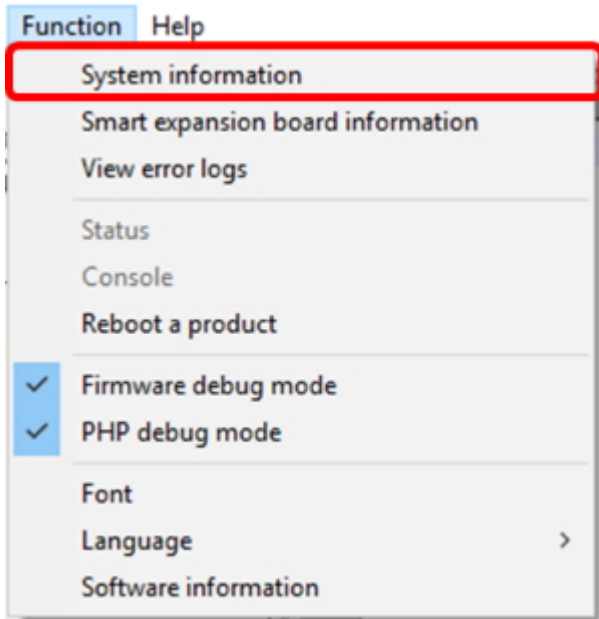 Function Help
System information
Smart expansion board information
View error logs
Status
Console
Reboot a product
Firmware debug mode
PHP debug mode
Font
Language
Software information